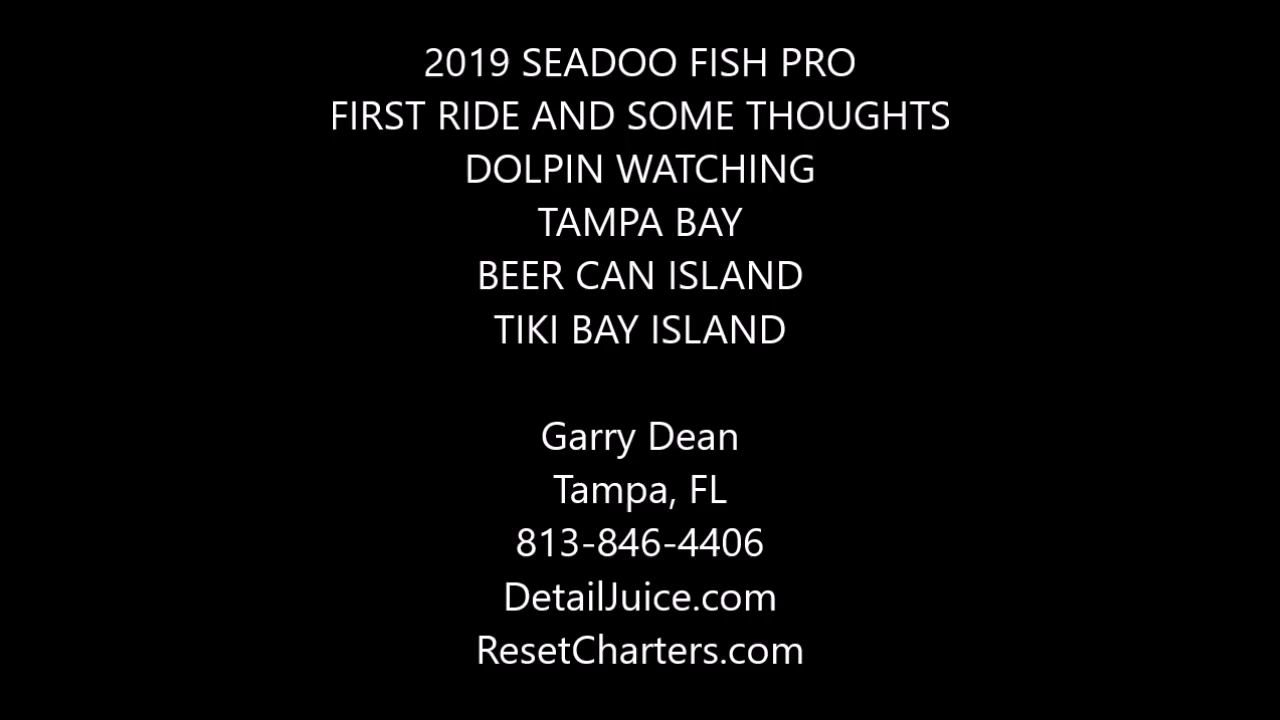 2019 SEADOO FISH PRO
FIRST RIDE AND SOME THOUGHTS
DOLPIN WATCHING
TAMPA BAY
BEER CAN ISLAND
TIKI BAY ISLAND
Garry Dean
Tampa, FL
813-846-4406
DetailJuice.com
ResetCharters.com